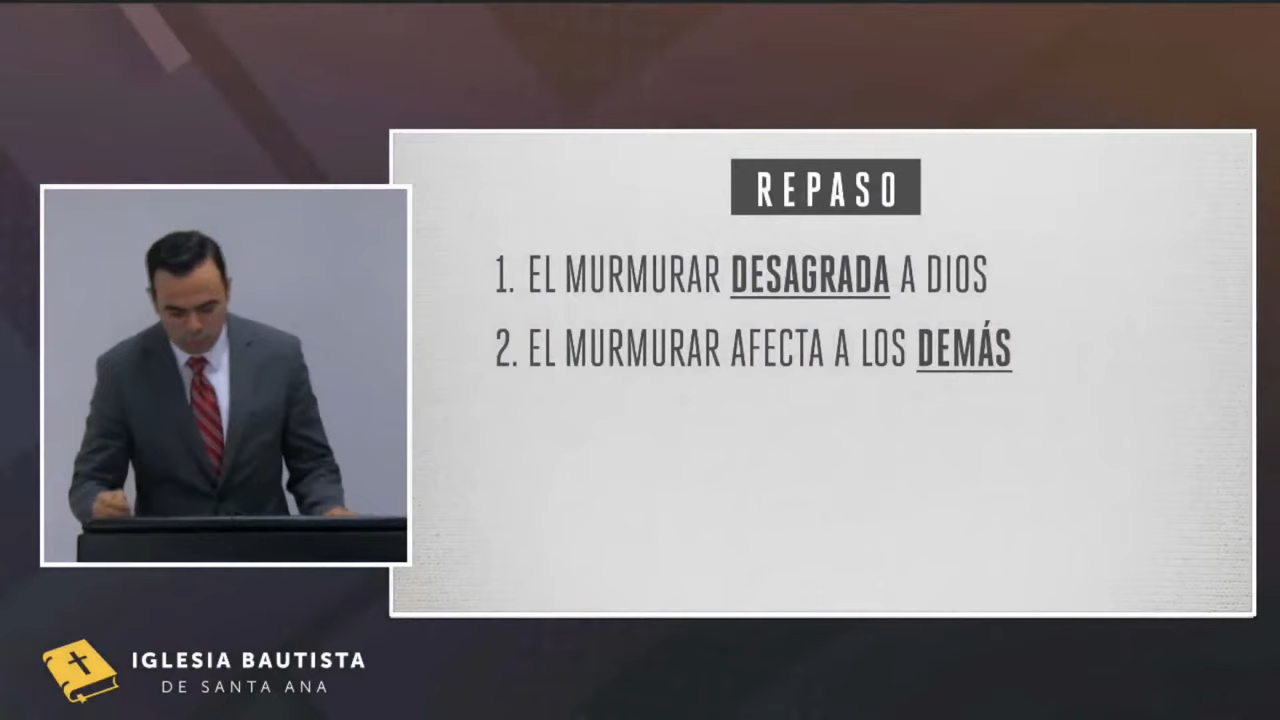 REPASO
1. EL MURMURAR DESAGRADA A DIOS
2. EL MURMURAR AFECTA A LOS DEMÁS
IGLESIA BAUTISTA
DE SANTA ANA